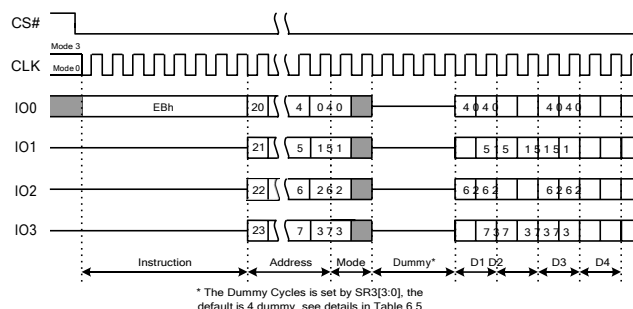 CS#
Mode 3
CLK Mode 0
IO0 EBh 20 4 0 4 0 4 0 4 0 4 0 4 0
IO1 21 5 1 5 1 5 1 5 1 5 1 5 1
IO2 22 6 2 6 2 6 2 6 2 6 2 6 2
IO3 23 7 3 7 3 7 3 7 3 7 3 7 3
Instruction Address Mode Dummy* D1 D2 D3 D4
* The Dummy Cycles is set by SR3[3:0], the
default is 4 dummy, see details in Table 6.5.